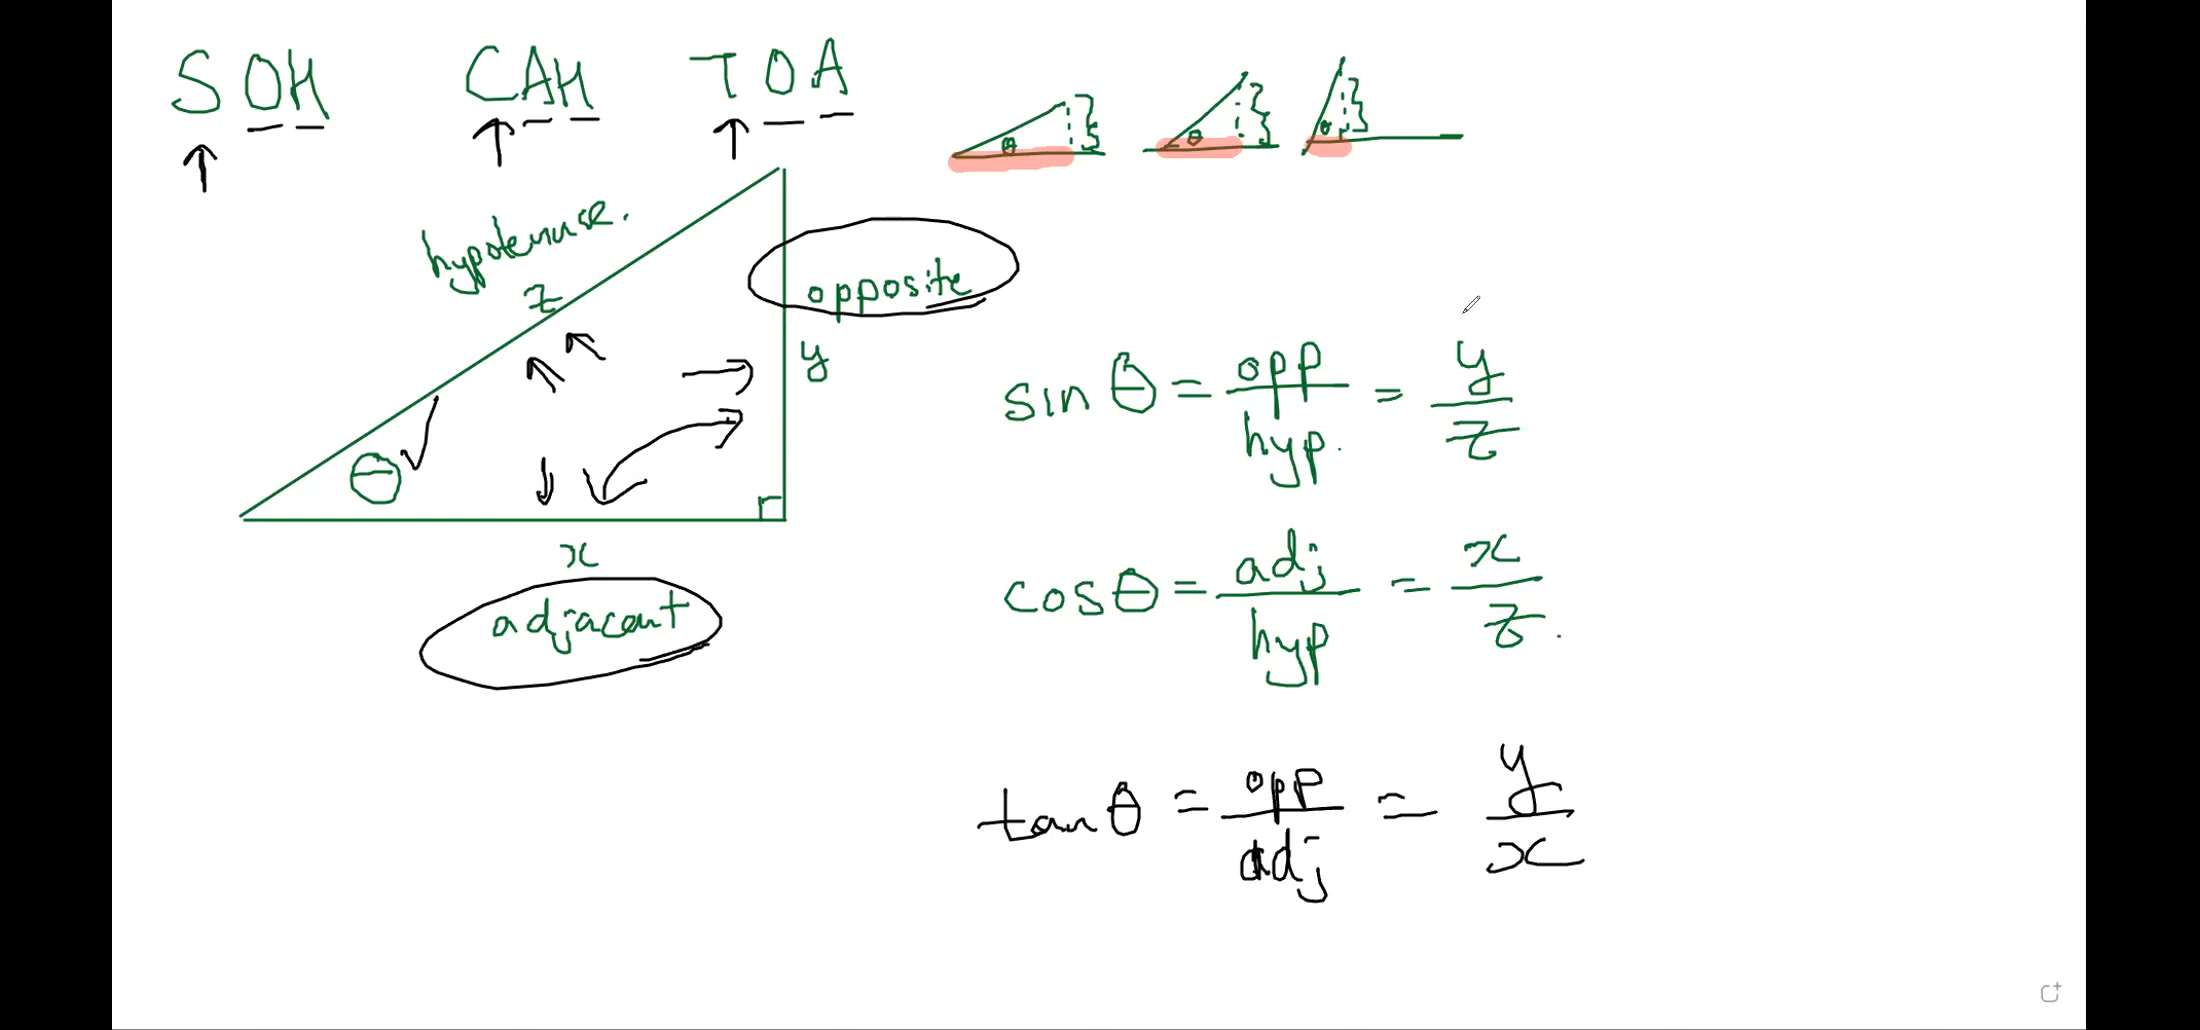 SOH CAH TOA
θ θ θ
hypotenuse.
z
opposite
y
θ
x
adjacent
sin θ = opp/hyp. = y/z
cos θ = adj/hyp = x/z.
tan θ = opp/adj = y/x